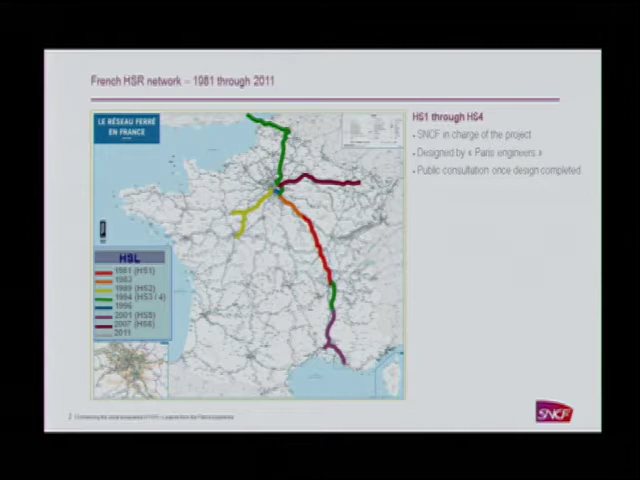 French HSR network – 1981 through 2011
LE RÉSEAU FERRÉ
EN FRANCE
HS1 through HS4
- SNCF in charge of the project
- Designed by « Paris engineers »
- Public consultation once design completed
HSL
1981 (HS1)
1983
1989 (HS2)
1994 (HS3 / 4)
1996
2001 (HS5)
2007 (HS6)
2011
2
SNCF